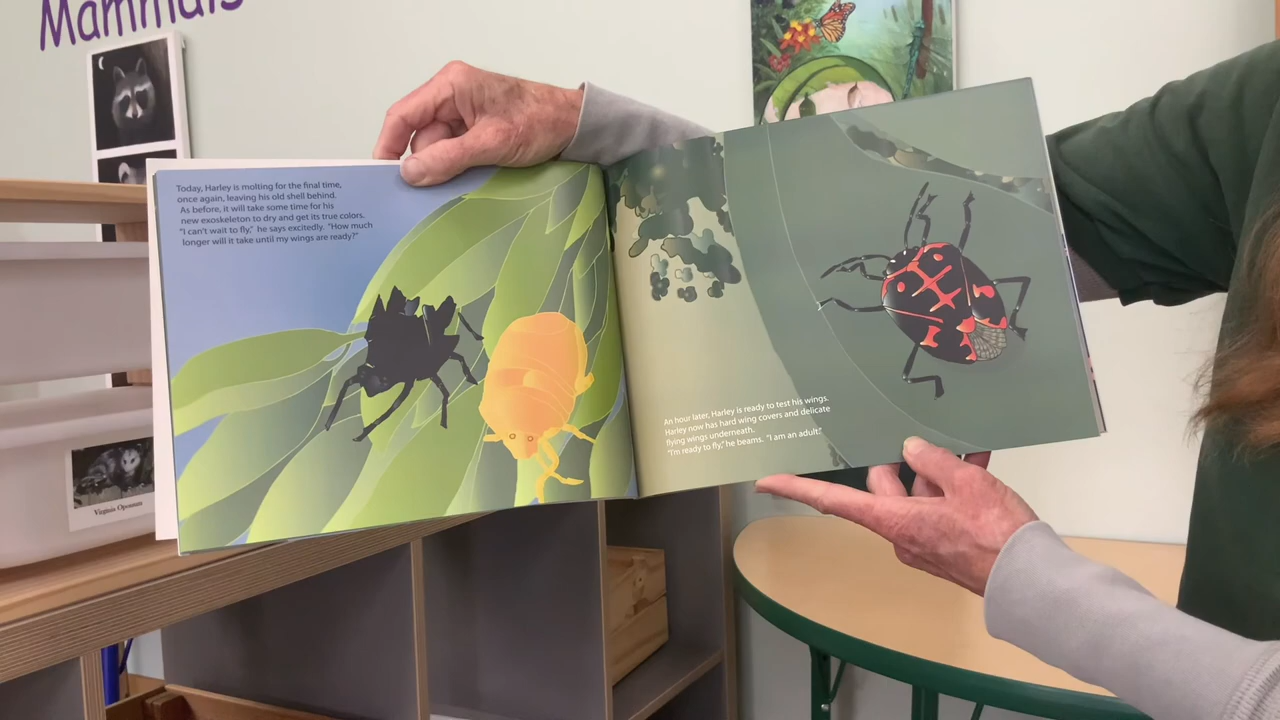 Mammals
Today, Harley is molting for the final time,
once again, leaving his old shell behind.
As before, it will take some time for his
new exoskeleton to dry and get its true colors.
"I can't wait to fly," he says excitedly. "How much
longer will it take until my wings are ready?"
An hour later, Harley is ready to test his wings.
Harley now has hard wing covers and delicate
flying wings underneath.
"I'm ready to fly," he beams. "I am an adult."
Virginia Opossum